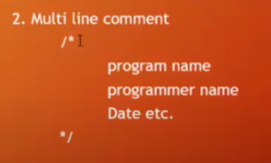 2. Multi line comment
/*
program name
programmer name
Date etc.
*/